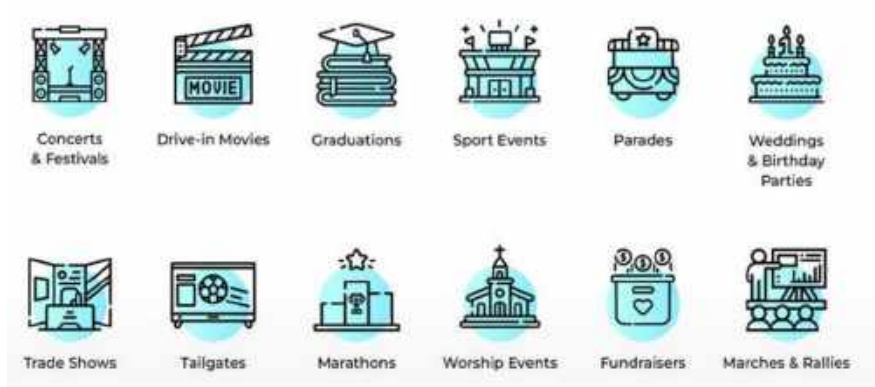 MOVIE
Concerts
& Festivals
Drive-in Movies
Graduations
Sport Events
Parades
Weddings
& Birthday
Parties
Trade Shows
Tailgates
Marathons
Worship Events
Fundraisers
Marches & Rallies